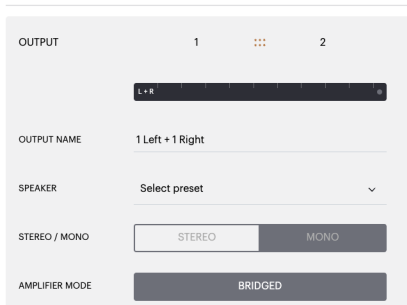 OUTPUT 1 2
L + R
OUTPUT NAME 1 Left + 1 Right
SPEAKER Select preset
STEREO / MONO STEREO MONO
AMPLIFIER MODE BRIDGED